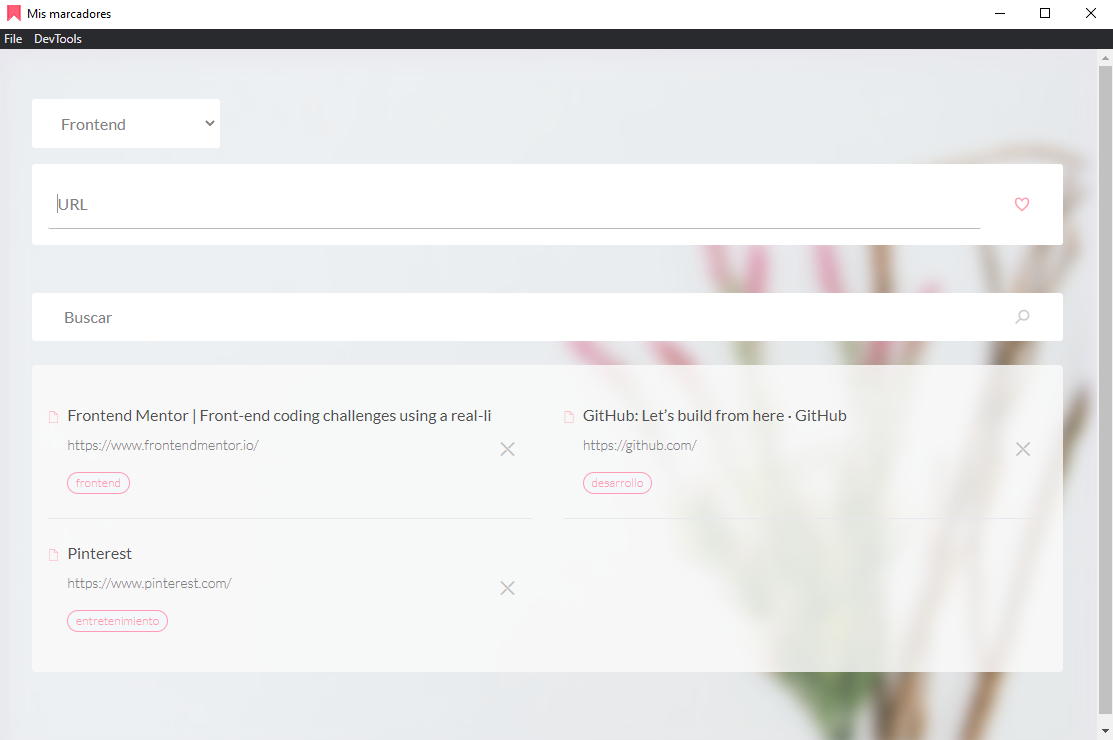 Mis marcadores
File DevTools
Frontend
URL
Buscar
Frontend Mentor | Front-end coding challenges using a real-li
https://www.frontendmentor.io/
frontend
GitHub: Let’s build from here · GitHub
https://github.com/
desarrollo
Pinterest
https://www.pinterest.com/
entretenimiento